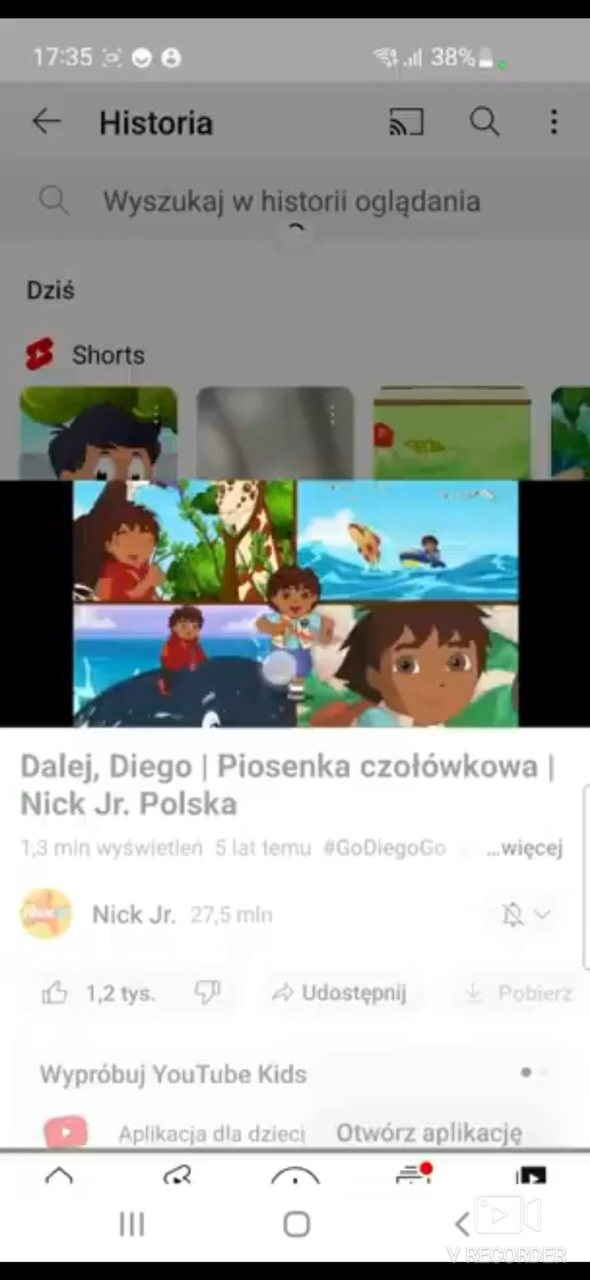 17:35 38%
Historia
Wyszukaj w historii oglądania
Dziś
Shorts
Dalej, Diego | Piosenka czołówkowa |
Nick Jr. Polska
1,3 mln wyświetleń 5 lat temu #GoDiegoGo ...więcej
Nick Jr. 27,5 mln
1,2 tys. Udostępnij Pobierz
Wypróbuj YouTube Kids
Aplikacja dla dzieci Otwórz aplikację
V RECORDER